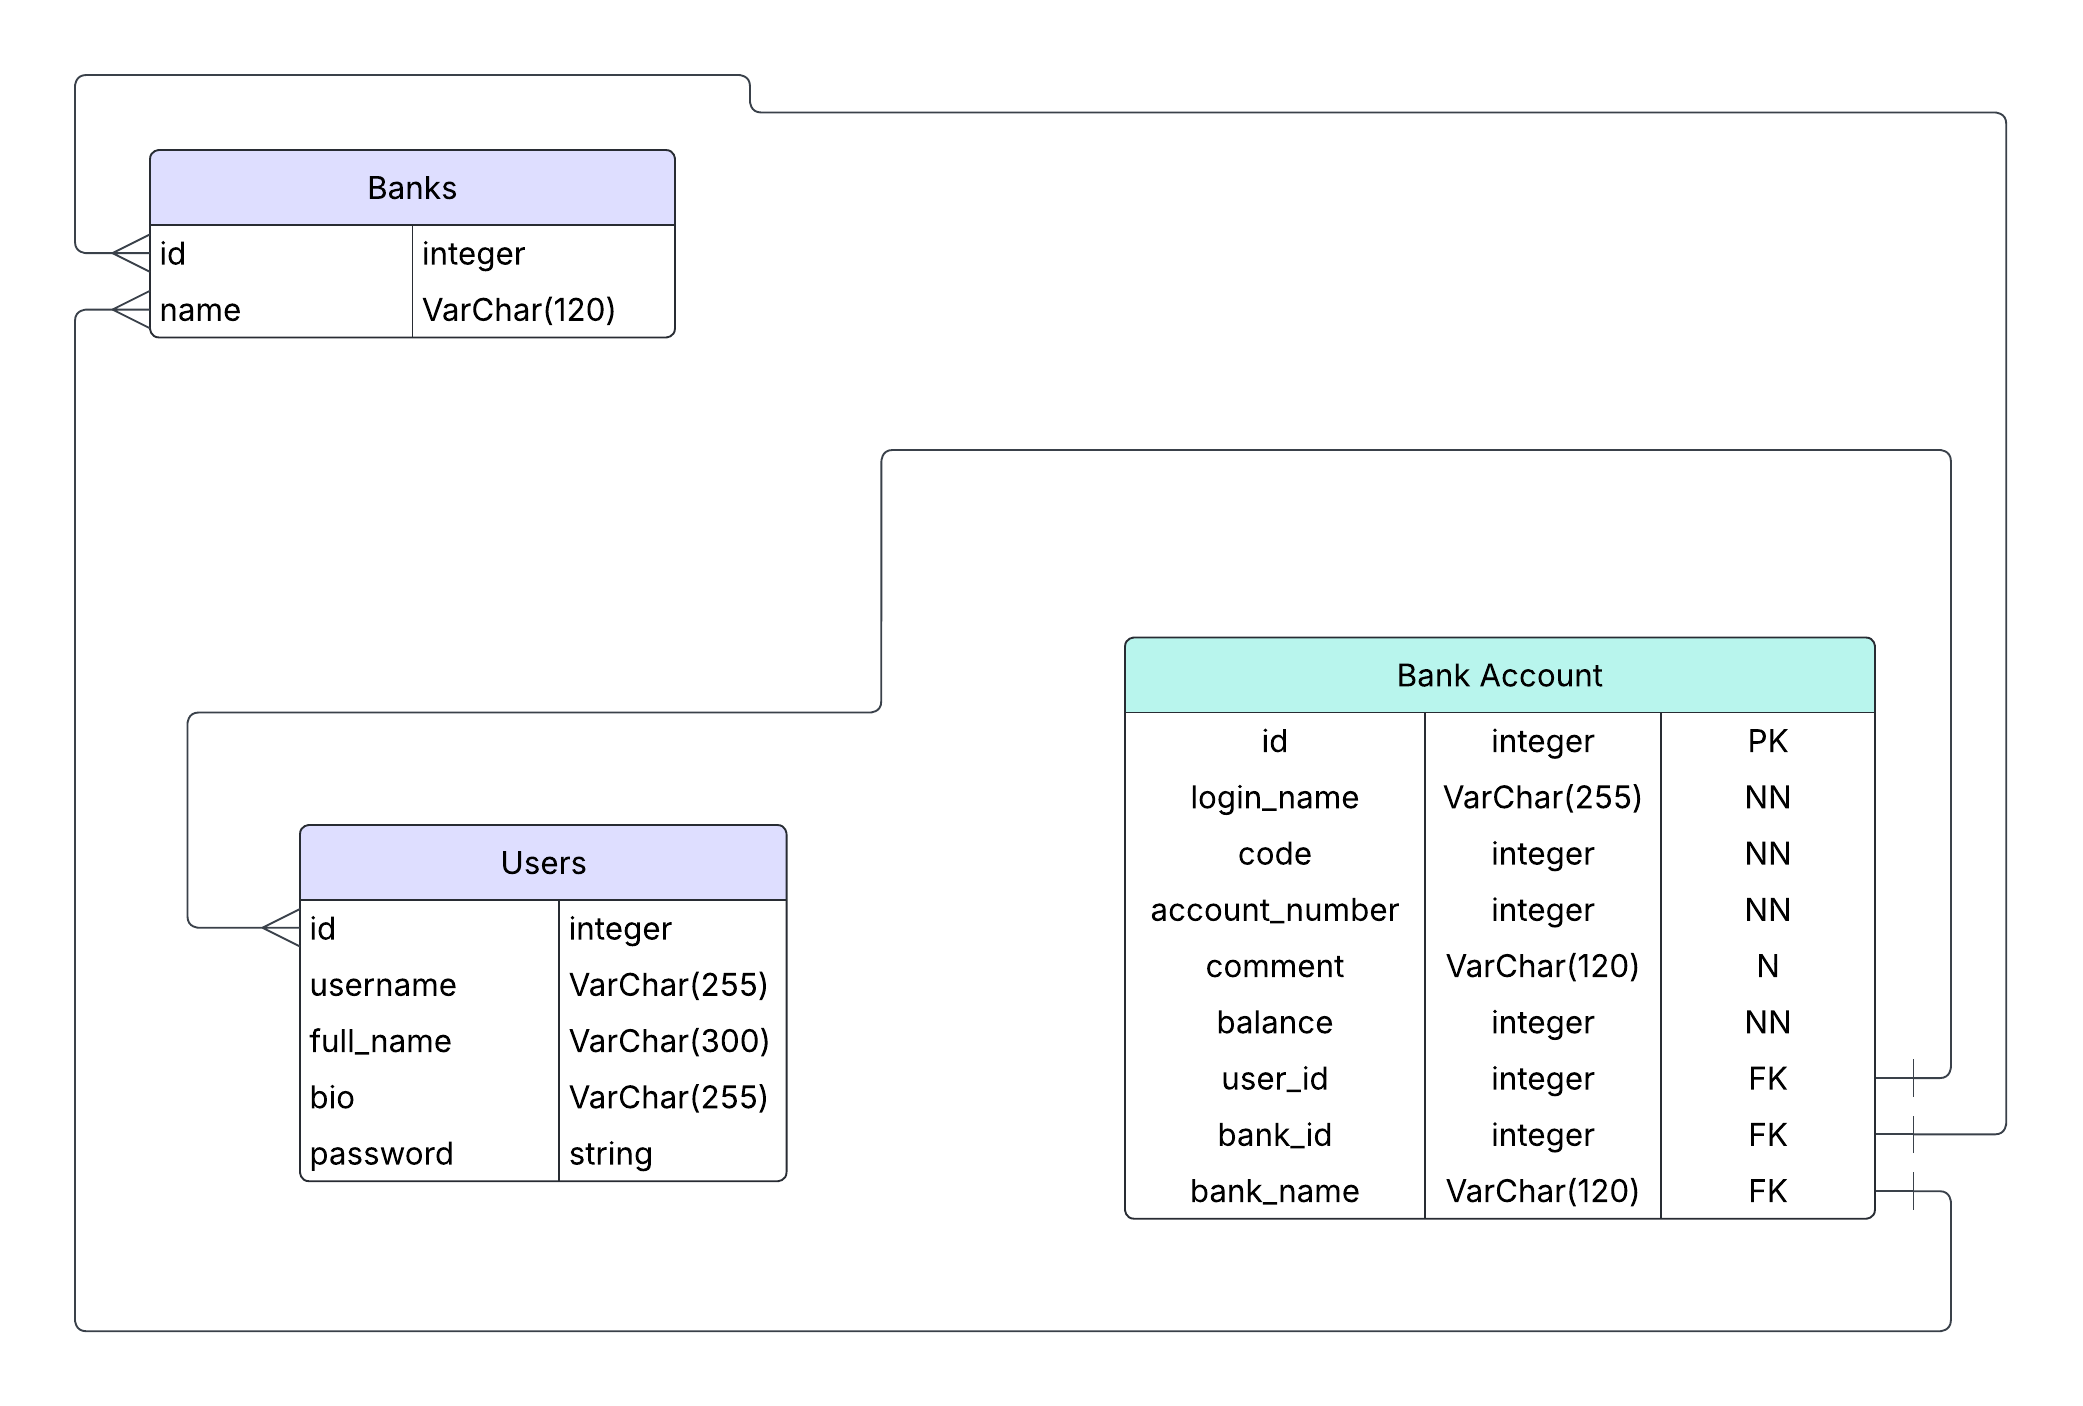 Banks
id integer
name VarChar(120)
Bank Account
id integer PK
login_name VarChar(255) NN
code integer NN
account_number integer NN
comment VarChar(120) N
balance integer NN
user_id integer FK
bank_id integer FK
bank_name VarChar(120) FK
Users
id integer
username VarChar(255)
full_name VarChar(300)
bio VarChar(255)
password string